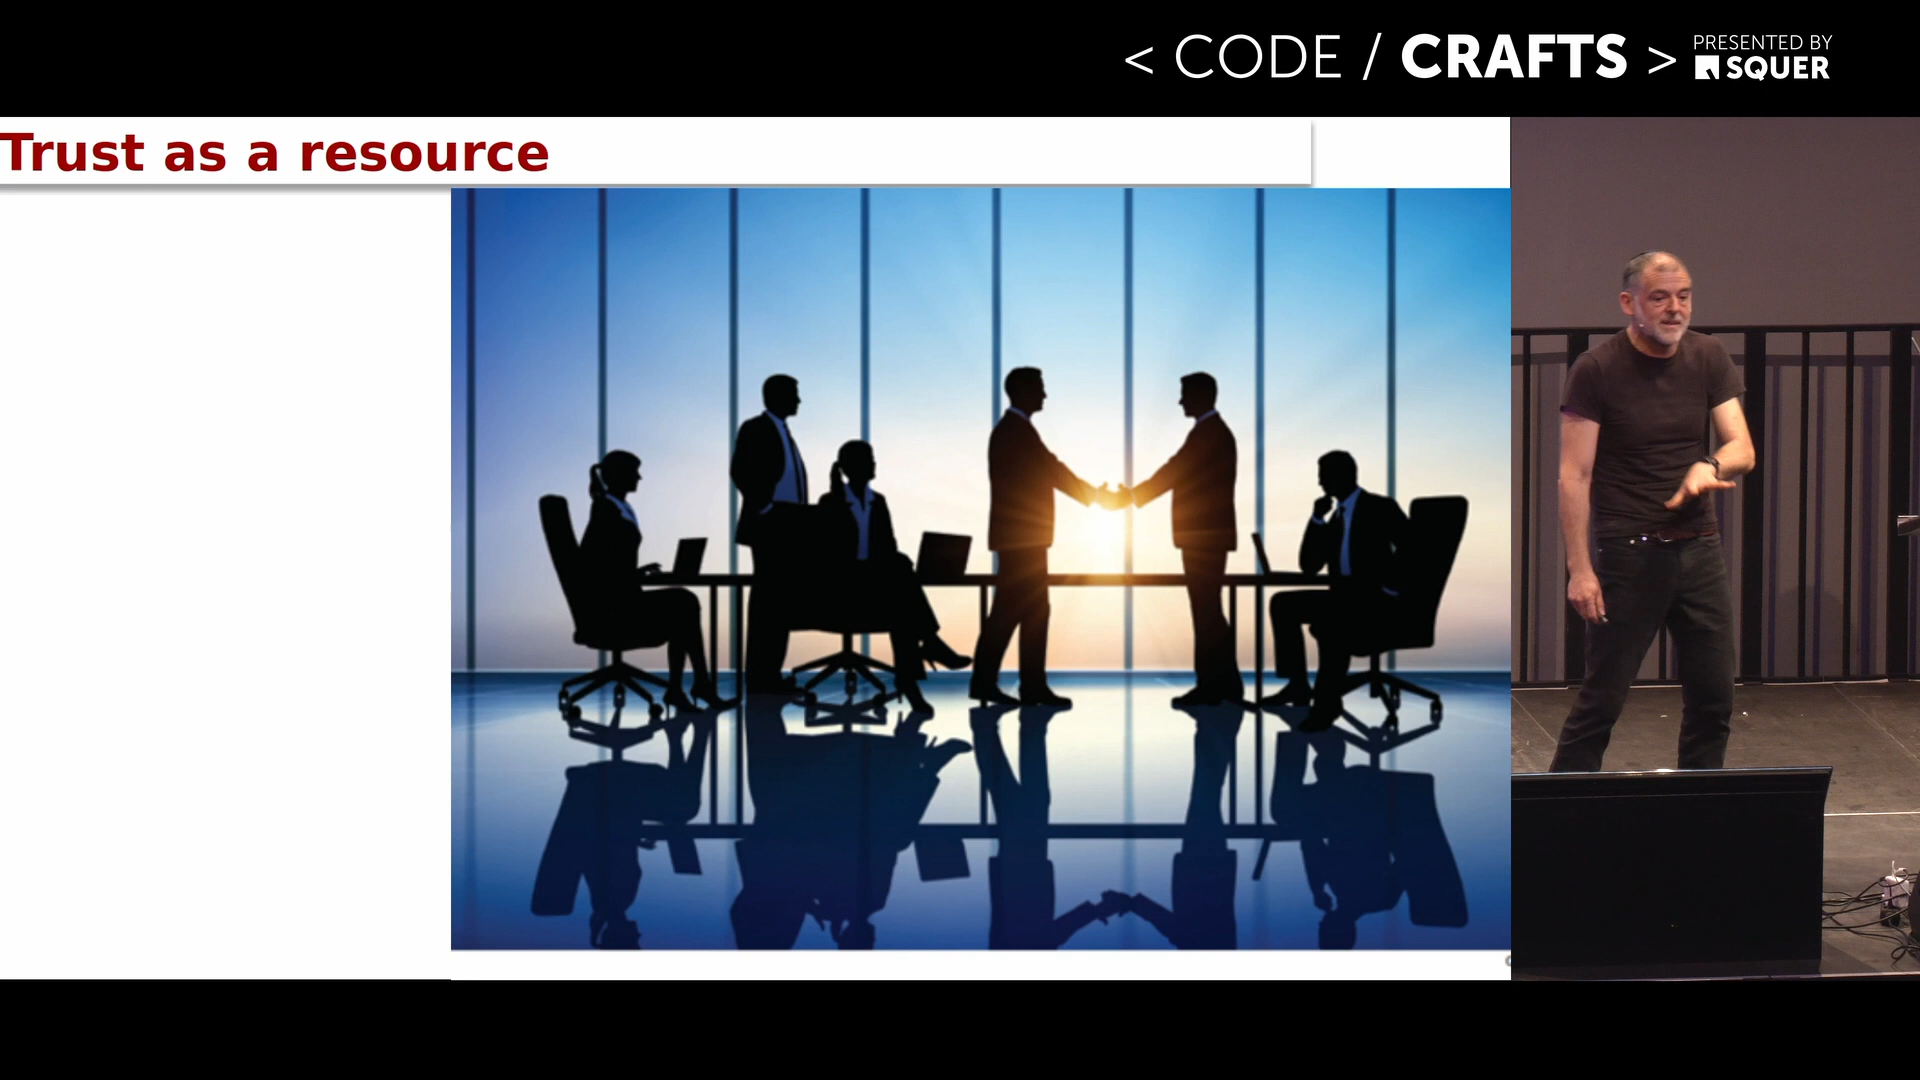 < CODE / CRAFTS >
PRESENTED BY
SQUER
Trust as a resource